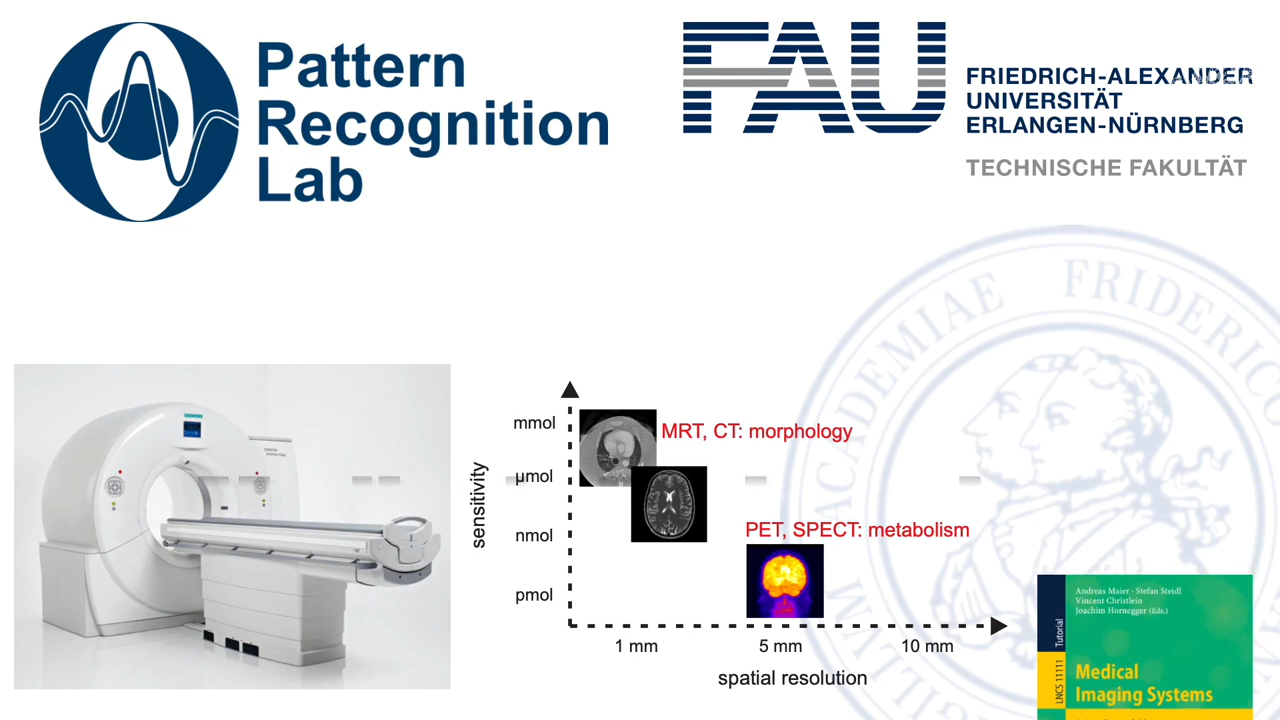 Pattern
Recognition
Lab
FAU
FRIEDRICH-ALEXANDER
UNIVERSITÄT
ERLANGEN-NÜRNBERG
TECHNISCHE FAKULTÄT
ACADEMIAE FRIDERIC
SIEMENS
sensitivity
mmol
µmol
nmol
pmol
MRT, CT: morphology
PET, SPECT: metabolism
1 mm
5 mm
10 mm
spatial resolution
Andreas Maier · Stefan Steidl
Vincent Christlein
Joachim Hornegger (Eds.)
Tutorial
LNCS 11111
Medical
Imaging Systems